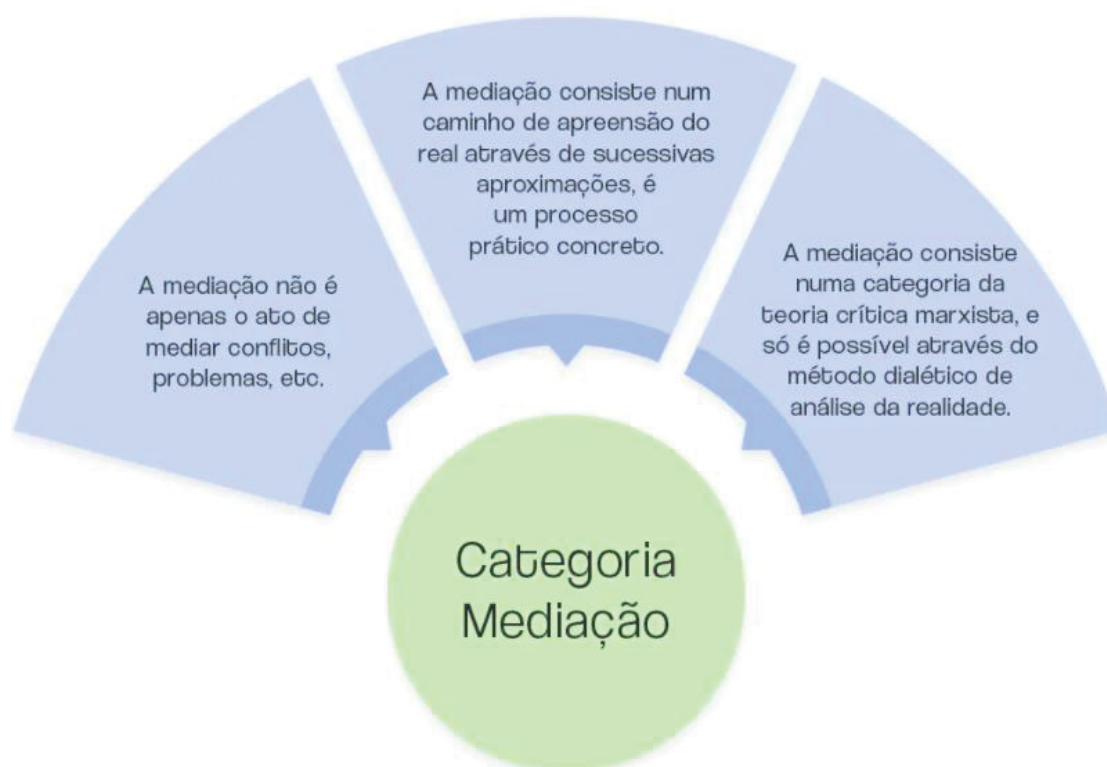 A mediação não é
apenas o ato de
mediar conflitos,
problemas, etc.
A mediação consiste num
caminho de apreensão do
real através de sucessivas
aproximações, é
um processo
prático concreto.
A mediação consiste
numa categoria da
teoria crítica marxista, e
só é possível através do
método dialético de
análise da realidade.
Categoria
Mediação